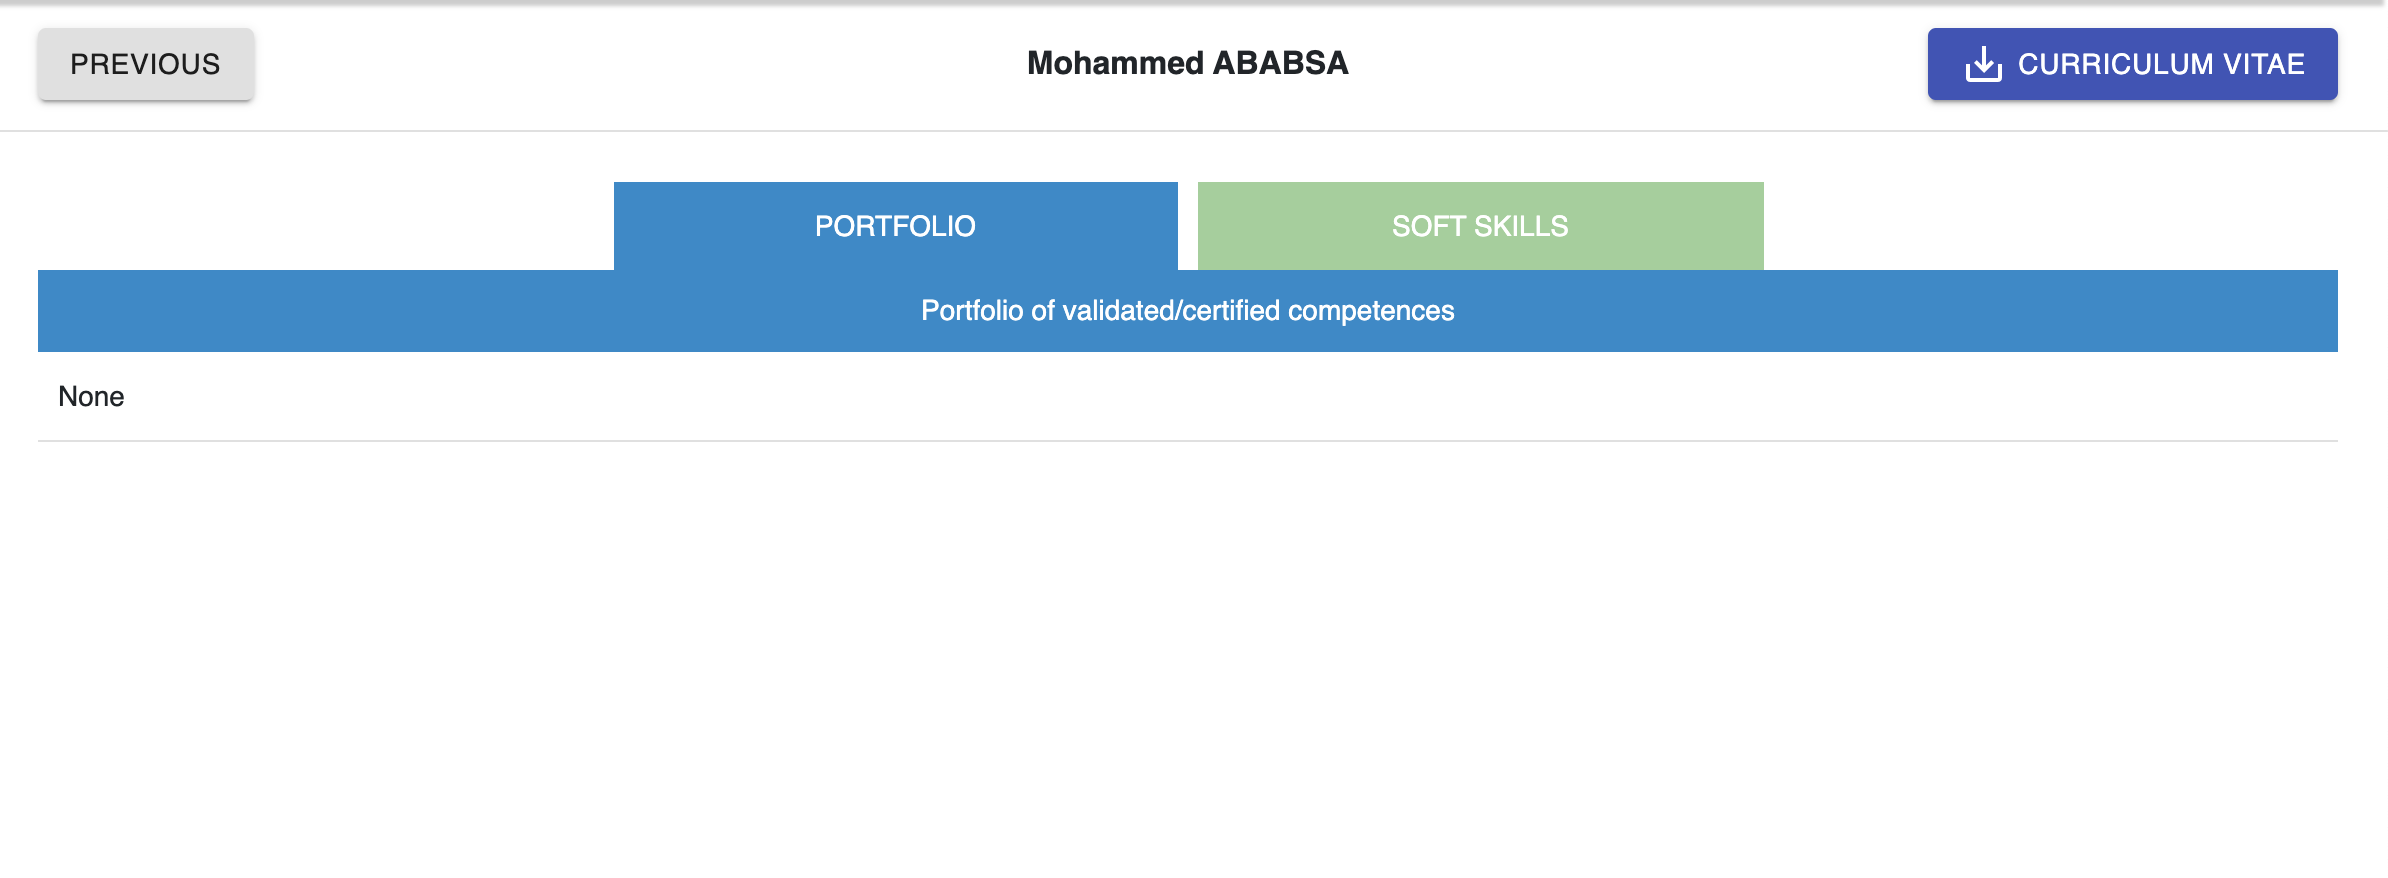 PREVIOUS
Mohammed ABABSA
CURRICULUM VITAE
PORTFOLIO
SOFT SKILLS
Portfolio of validated/certified competences
None